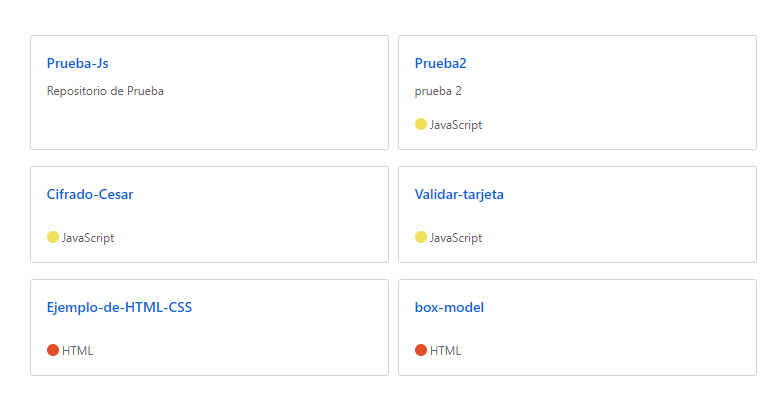 Prueba-Js
Repositorio de Prueba
Prueba2
prueba 2
JavaScript
Cifrado-Cesar
JavaScript
Validar-tarjeta
JavaScript
Ejemplo-de-HTML-CSS
HTML
box-model
HTML